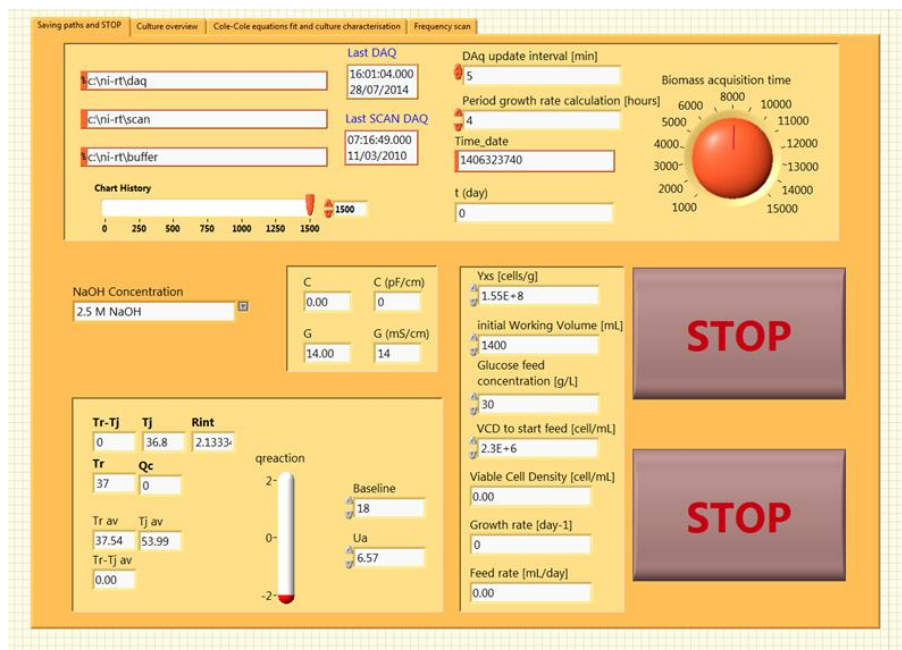 Saving paths and STOP
Culture overview
Cole-Cole equations fit and culture characterisation
Frequency scan
c:\ni-rt\daq
c:\ni-rt\scan
c:\ni-rt\buffer
Last DAQ
16:01:04.000
28/07/2014
Last SCAN DAQ
07:16:49.000
11/03/2010
DAq update interval [min]
5
Period growth rate calculation [hours]
4
Time_date
1406323740
t (day)
0
Biomass acquisition time
1000
2000
3000
4000
5000
6000
8000
10000
11000
12000
13000
14000
15000
Chart History
1500
0 250 500 750 1000 1250 1500
NaOH Concentration
2.5 M NaOH
C C (pF/cm)
0.00 0
G G (mS/cm)
14.00 14
Yxs [cells/g]
1.55E+8
initial Working Volume [mL]
1400
Glucose feed
concentration [g/L]
30
VCD to start feed [cell/mL]
2.3E+6
Viable Cell Density [cell/mL]
0.00
Growth rate [day-1]
0
Feed rate [mL/day]
0.00
STOP
STOP
Tr-Tj Tj Rint
0 36.8 2.1333
Tr Qc
37 0
Tr av Tj av
37.54 53.99
Tr-Tj av
0.00
qreaction
2
0
-2
Baseline
18
Ua
6.57